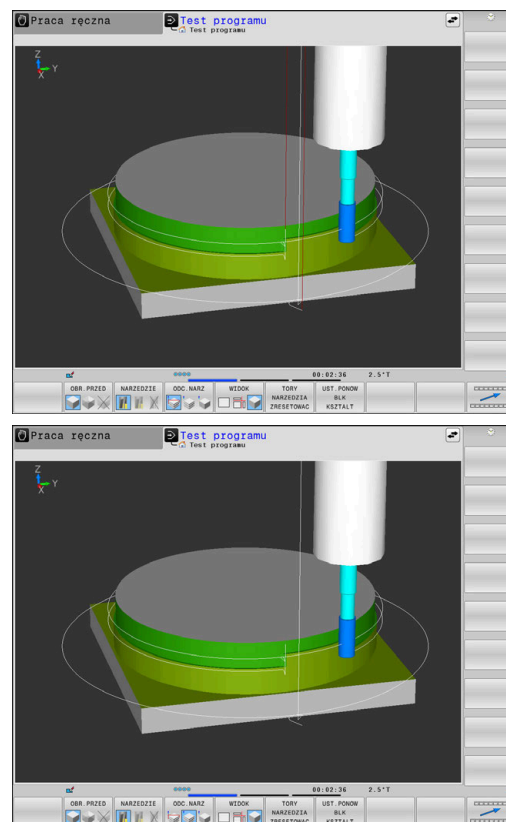 Praca ręczna
Test programu
Test programu
Z
Y
X
00:02:36 2.5*T
OBR.PRZED
NARZEDZIE
ODC.NARZ
WIDOK
TORY
NARZEDZIA
ZRESETOWAC
UST.PONOW
BLK
KSZTALT
Praca ręczna
Test programu
Test programu
Z
Y
X
00:02:36 2.5*T
OBR.PRZED
NARZEDZIE
ODC.NARZ
WIDOK
TORY
NARZEDZIA
ZRESETOWAC
UST.PONOW
BLK
KSZTALT